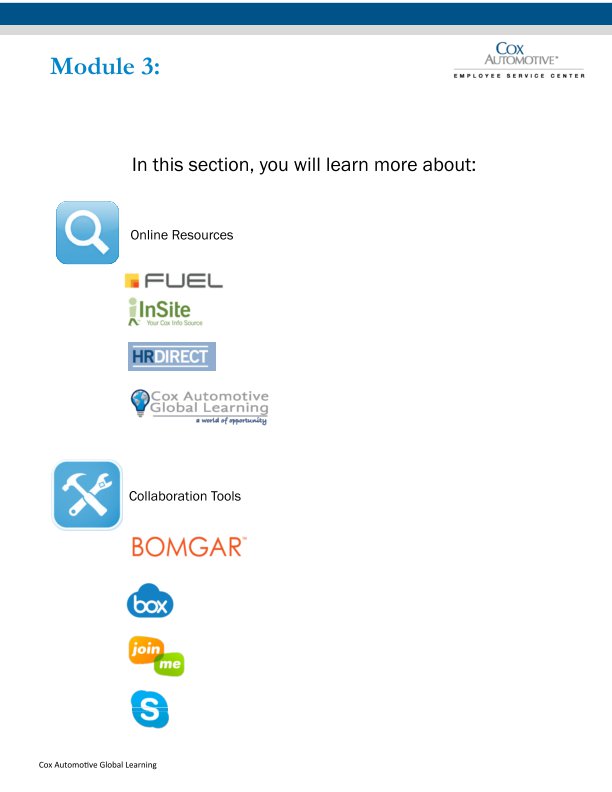 Module 3:
COX
AUTOMOTIVE
EMPLOYEE SERVICE CENTER
In this section, you will learn more about:
Online Resources
FUEL
InSite
Your Cox Info Source
HRDIRECT
Cox Automotive
Global Learning
a world of opportunity
Collaboration Tools
BOMGAR™
box
join
me
S
Cox Automotive Global Learning